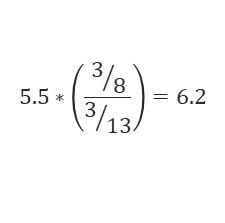 5.5 * ( (3/8) / (3/13) ) = 6.2